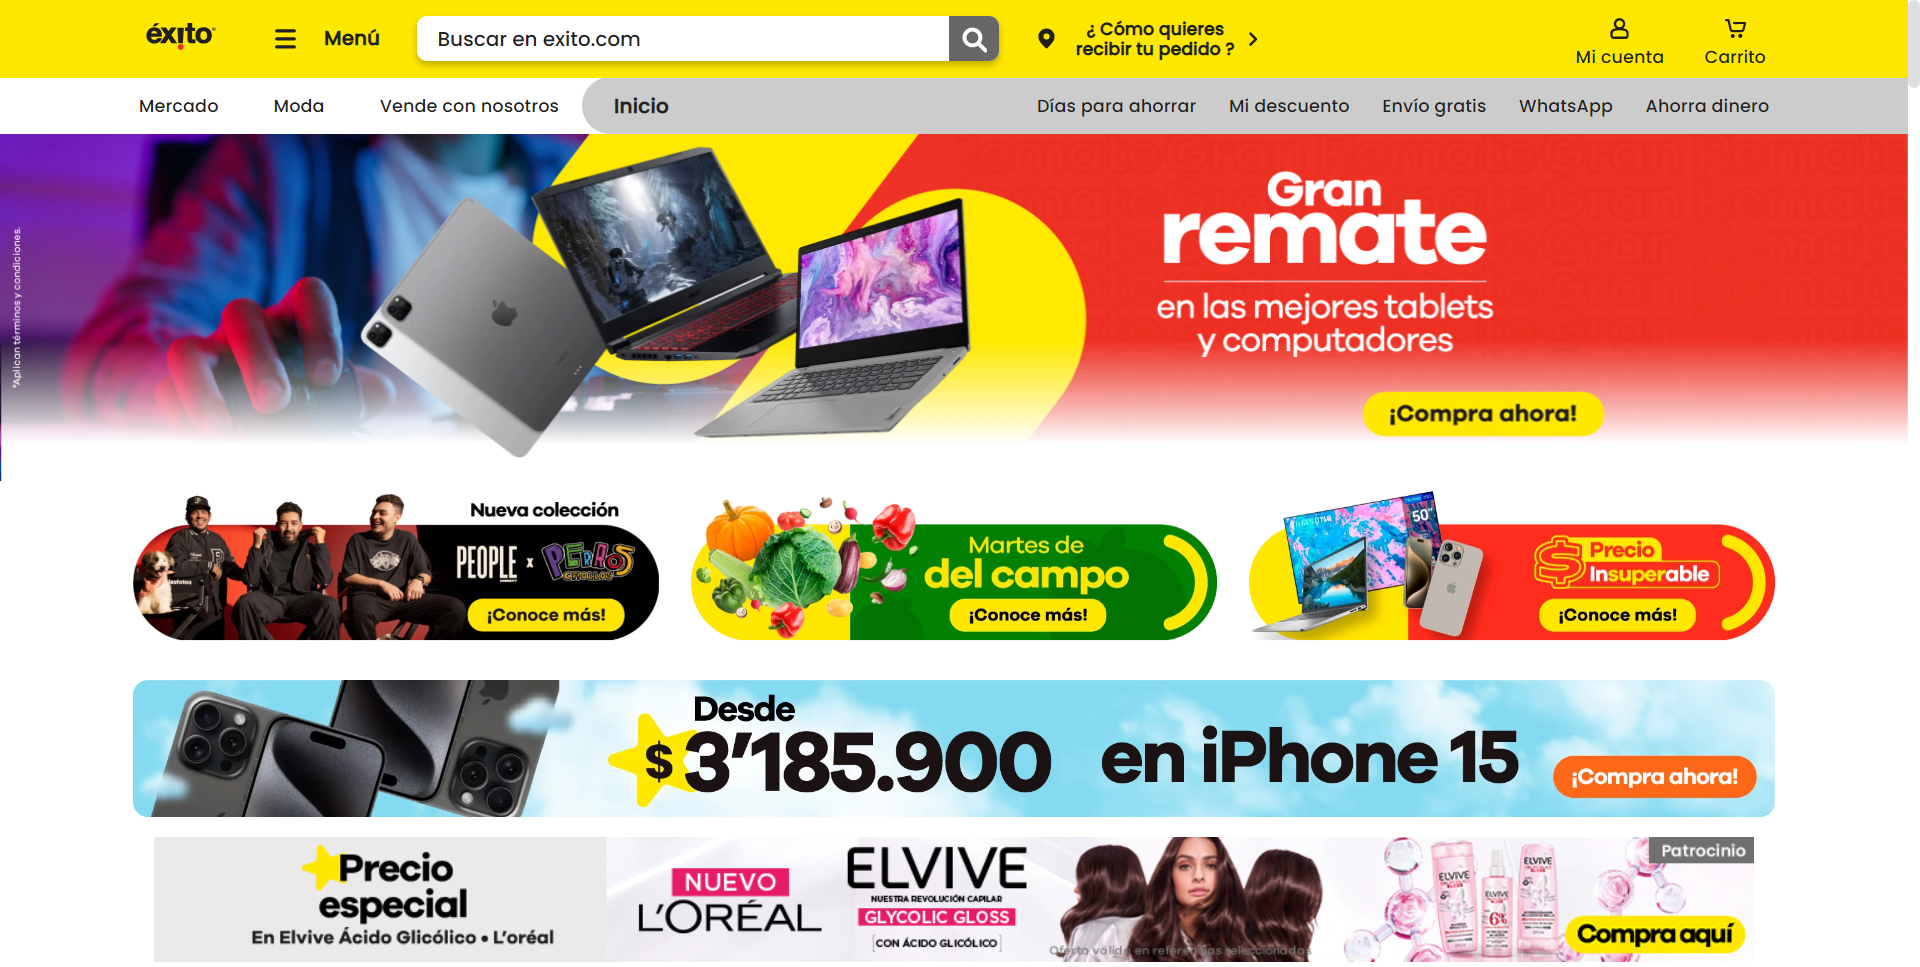 éxito
Menú
Buscar en exito.com
¿ Cómo quieres
recibir tu pedido ?
Mi cuenta
Carrito
Mercado
Moda
Vende con nosotros
Inicio
Días para ahorrar
Mi descuento
Envío gratis
WhatsApp
Ahorra dinero
*Aplican términos y condiciones.
Gran
remate
en las mejores tablets
y computadores
¡Compra ahora!
Nueva colección
PEOPLE x PERROS
CRIOLLOS
¡Conoce más!
Martes de
del campo
¡Conoce más!
SAMSUNG
50"
$ Precio
Insuperable
¡Conoce más!
Desde
$ 3'185.900 en iPhone 15
¡Compra ahora!
Precio
especial
En Elvive Ácido Glicólico • L'oréal
NUEVO
L'ORÉAL
ELVIVE
NUESTRA REVOLUCIÓN CAPILAR
GLYCOLIC GLOSS
[CON ÁCIDO GLICÓLICO]
Oferta válida en referencias seleccionadas
ELVIVE
ELVIVE
6%
ELVIVE
Patrocinio
Compra aquí